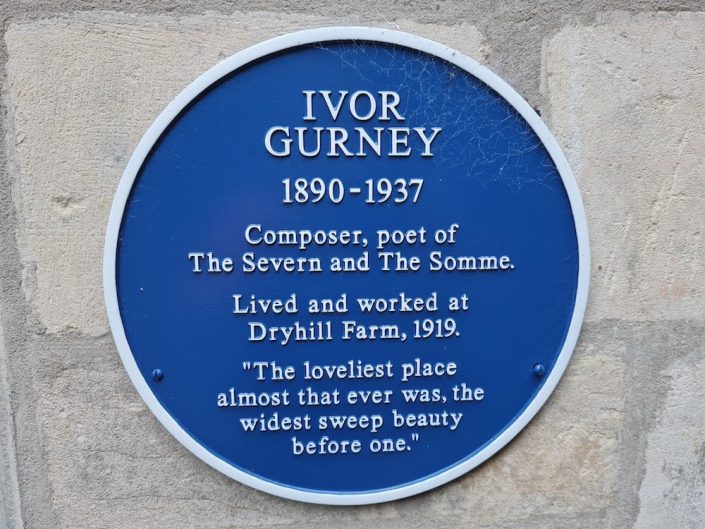 IVOR
GURNEY
1890-1937
Composer, poet of
The Severn and The Somme.
Lived and worked at
Dryhill Farm, 1919.
"The loveliest place
almost that ever was, the
widest sweep beauty
before one."